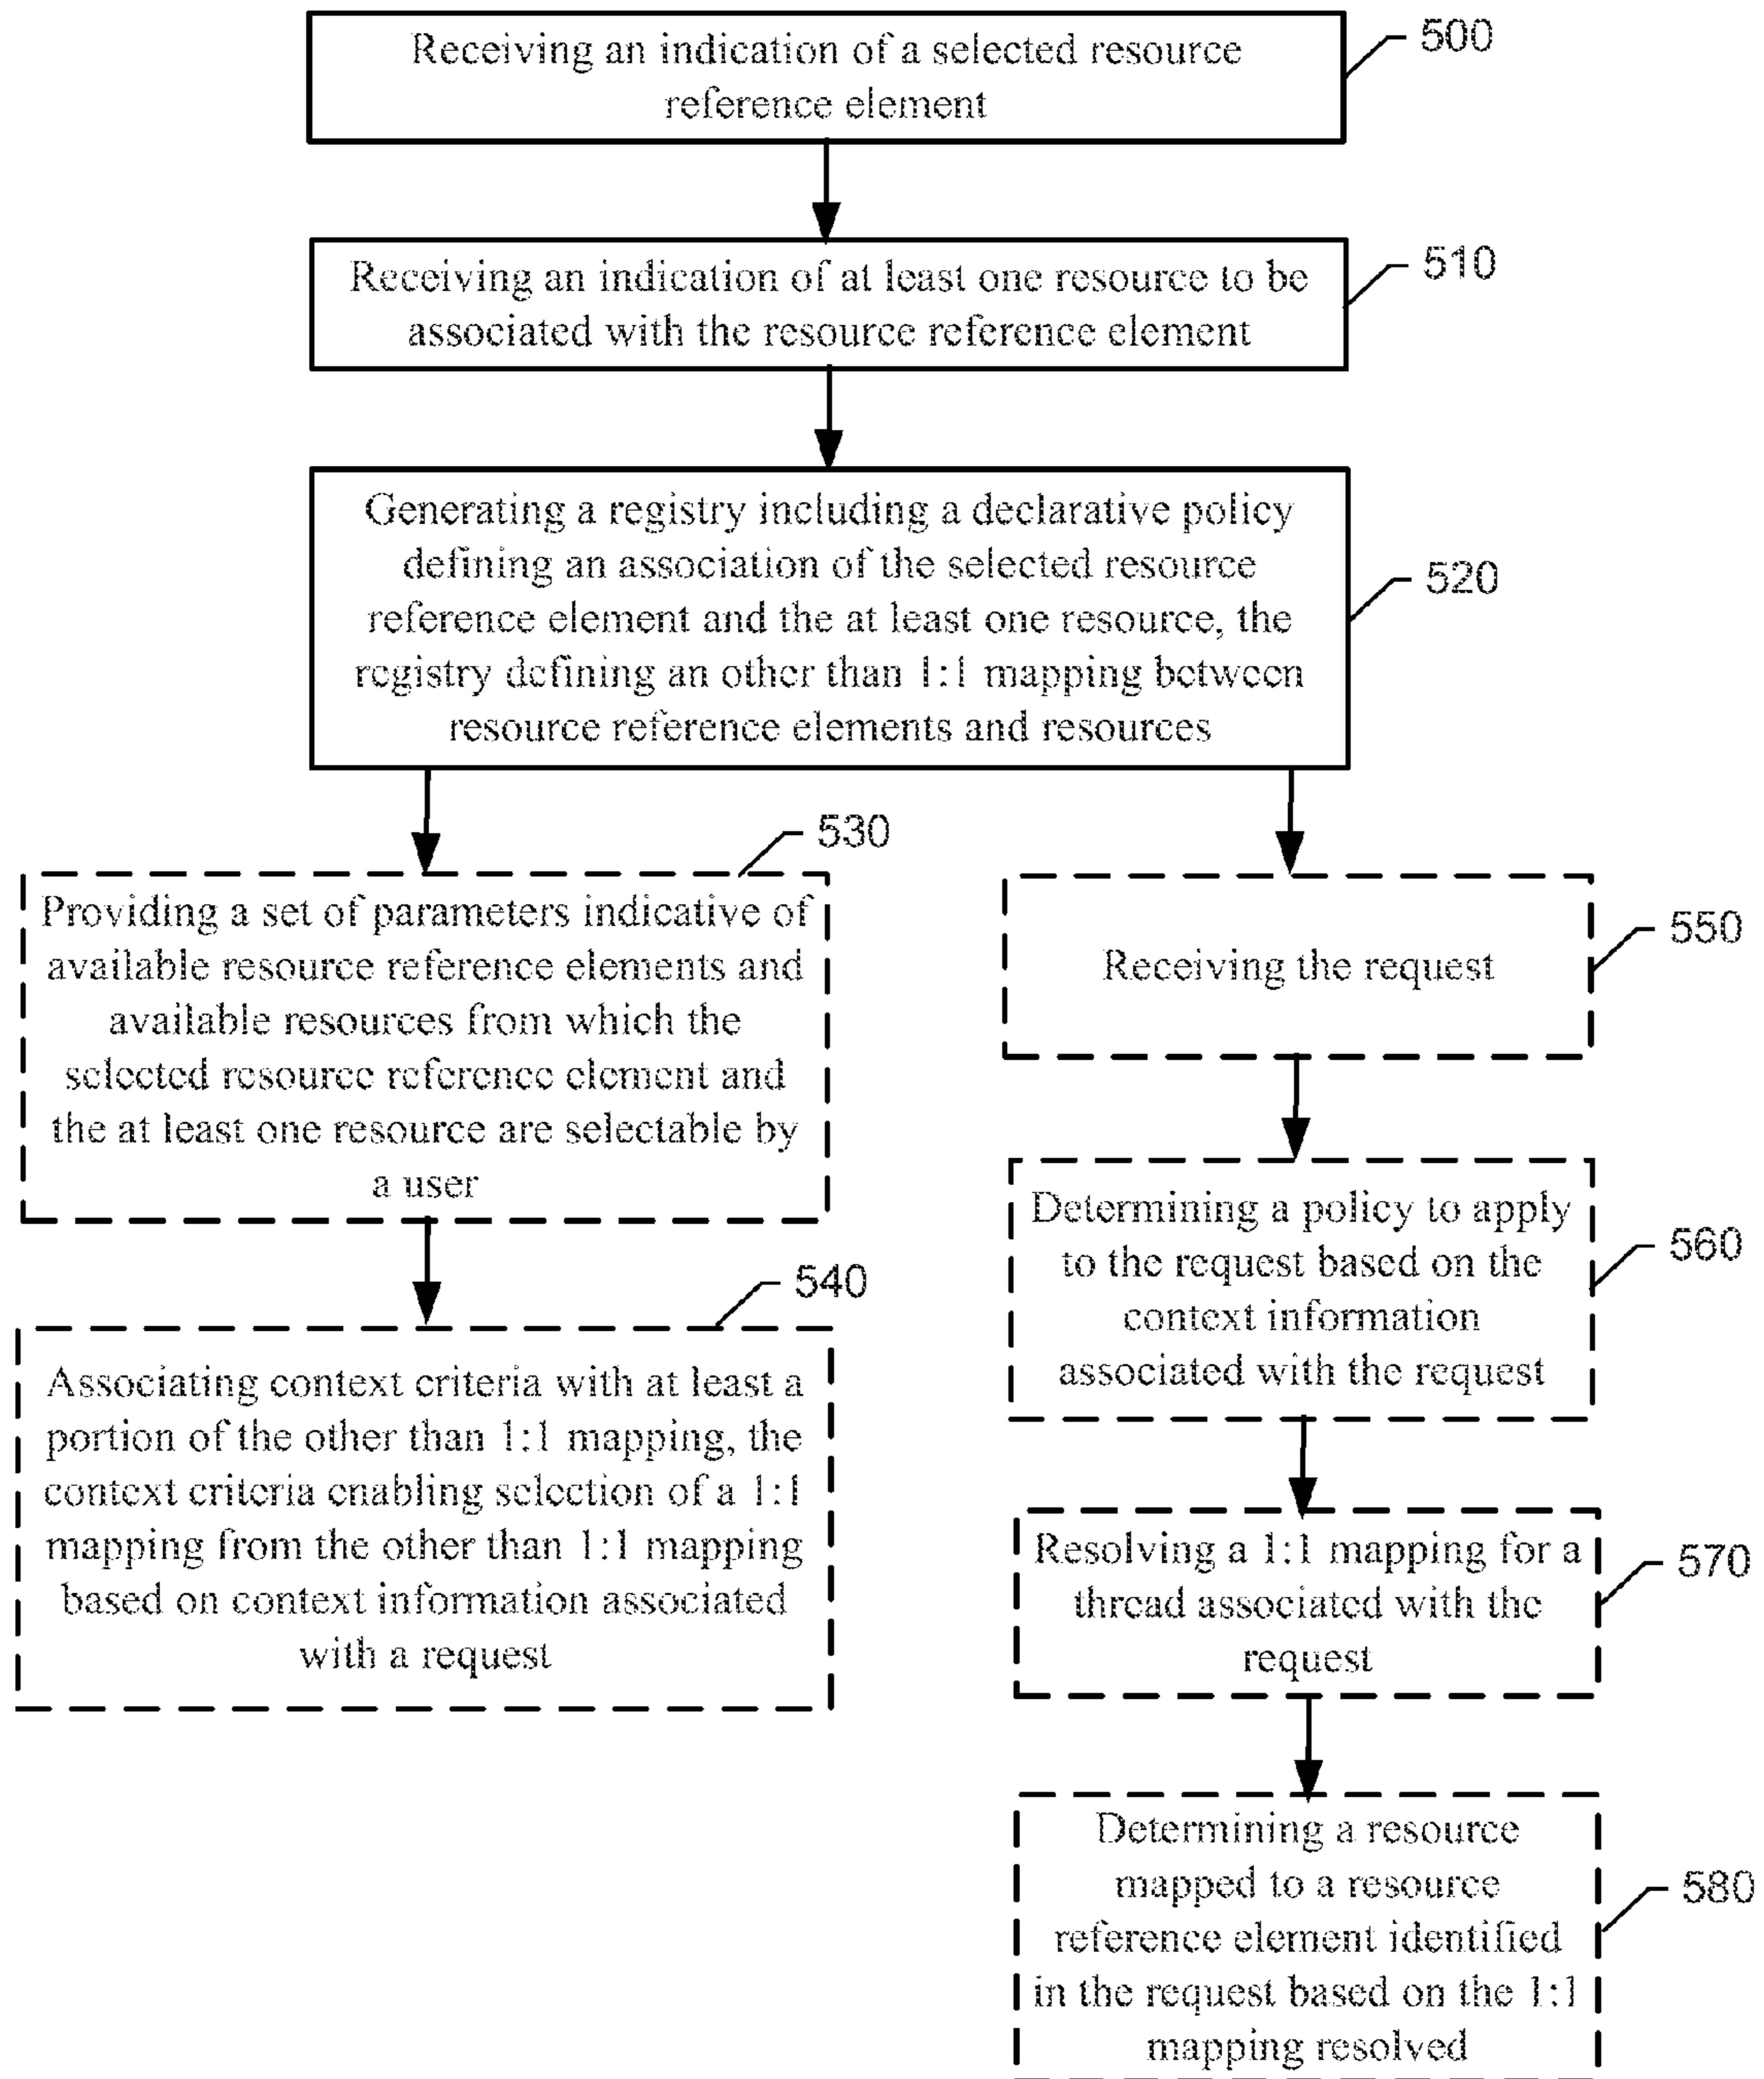 Receiving an indication of a selected resource
reference element
500
Receiving an indication of at least one resource to be
associated with the resource reference element
510
Generating a registry including a declarative policy
defining an association of the selected resource
reference element and the at least one resource, the
registry defining an other than 1:1 mapping between
resource reference elements and resources
520
530
Providing a set of parameters indicative of
available resource reference elements and
available resources from which the
selected resource reference element and
the at least one resource are selectable by
a user
540
Associating context criteria with at least a
portion of the other than 1:1 mapping, the
context criteria enabling selection of a 1:1
mapping from the other than 1:1 mapping
based on context information associated
with a request
Receiving the request
550
Determining a policy to apply
to the request based on the
context information
associated with the request
560
Resolving a 1:1 mapping for a
thread associated with the
request
570
Determining a resource
mapped to a resource
reference element identified
in the request based on the 1:1
mapping resolved
580